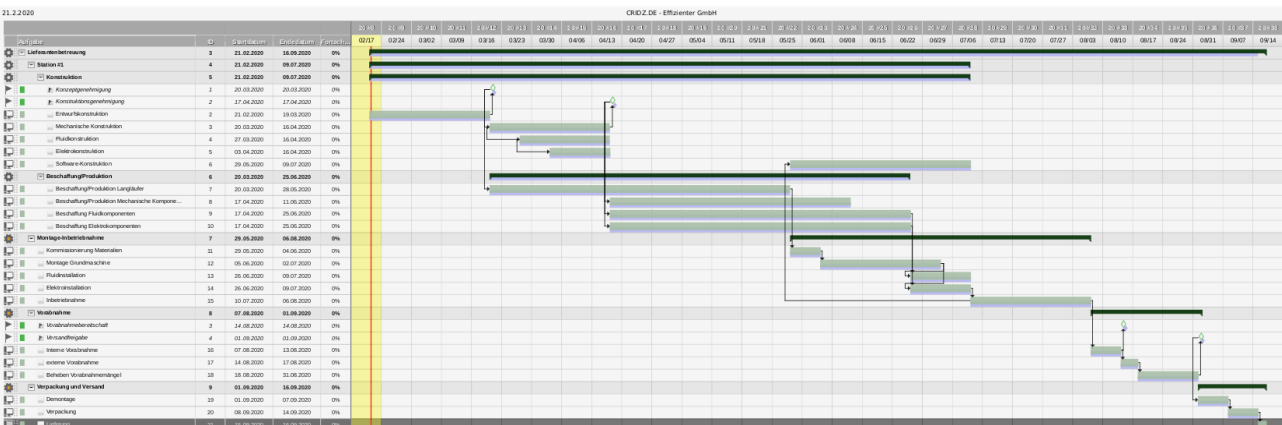 21.2.2020 CRIDZ.DE - Effizienter GmbH
02/17 02/24 03/02 03/09 03/16 03/23 03/30 04/06 04/13 04/20 04/27 05/04 05/11 05/18 05/25 06/01 06/08 06/15 06/22 06/29 07/06 07/13 07/20 07/27 08/03 08/10 08/17 08/24 08/31 09/07 09/14
Aufgabe ID Startdatum Endedatum Fortsch...
Lieferantenbetreuung 3 21.02.2020 16.09.2020 0%
Station #1 4 21.02.2020 09.07.2020 0%
Konstruktion 5 21.02.2020 09.07.2020 0%
Konzeptgenehmigung 1 20.03.2020 20.03.2020 0%
Konstruktionsgenehmigung 2 17.04.2020 17.04.2020 0%
Entwurfskonstruktion 2 21.02.2020 19.03.2020 0%
Mechanische Konstruktion 3 20.03.2020 16.04.2020 0%
Fluidkonstruktion 4 27.03.2020 16.04.2020 0%
Elektrokonstruktion 5 03.04.2020 16.04.2020 0%
Software-Konstruktion 6 29.05.2020 09.07.2020 0%
Beschaffung/Produktion 6 20.03.2020 25.06.2020 0%
Beschaffung/Produktion Langläufer 7 20.03.2020 28.05.2020 0%
Beschaffung/Produktion Mechanische Kompone... 8 17.04.2020 11.06.2020 0%
Beschaffung Fluidkomponenten 9 17.04.2020 25.06.2020 0%
Beschaffung Elektrokomponenten 10 17.04.2020 25.06.2020 0%
Montage-Inbetriebnahme 7 29.05.2020 06.08.2020 0%
Kommissionierung Materialien 11 29.05.2020 04.06.2020 0%
Montage Grundmaschine 12 05.06.2020 02.07.2020 0%
Fluidinstallation 13 26.06.2020 09.07.2020 0%
Elektroinstallation 14 26.06.2020 09.07.2020 0%
Inbetriebnahme 15 10.07.2020 06.08.2020 0%
Vorabnahme 8 07.08.2020 01.09.2020 0%
Vorabnahmebereitschaft 3 14.08.2020 14.08.2020 0%
Versandfreigabe 4 01.09.2020 01.09.2020 0%
Interne Vorabnahme 16 07.08.2020 13.08.2020 0%
externe Vorabnahme 17 14.08.2020 17.08.2020 0%
Beheben Vorabnahmemängel 18 18.08.2020 31.08.2020 0%
Verpackung und Versand 9 01.09.2020 16.09.2020 0%
Demontage 19 01.09.2020 07.09.2020 0%
Verpackung 20 08.09.2020 14.09.2020 0%